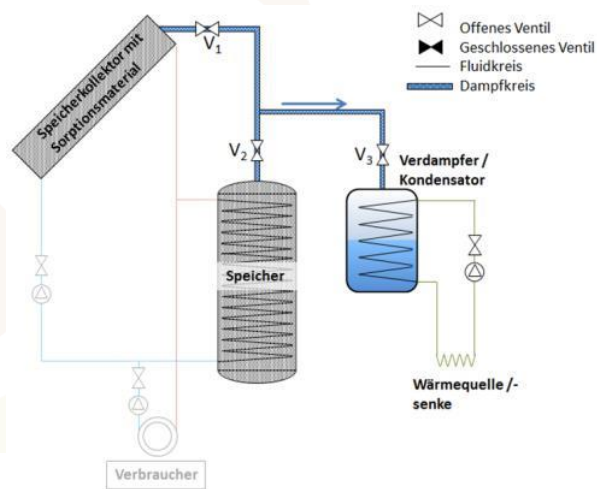 Offenes Ventil
Geschlossenes Ventil
Fluidkreis
Dampfkreis
V1
Speicherkollektor mit
Sorptionsmaterial
V2
V3
Verdampfer /
Kondensator
Speicher
Wärmequelle /-
senke
Verbraucher